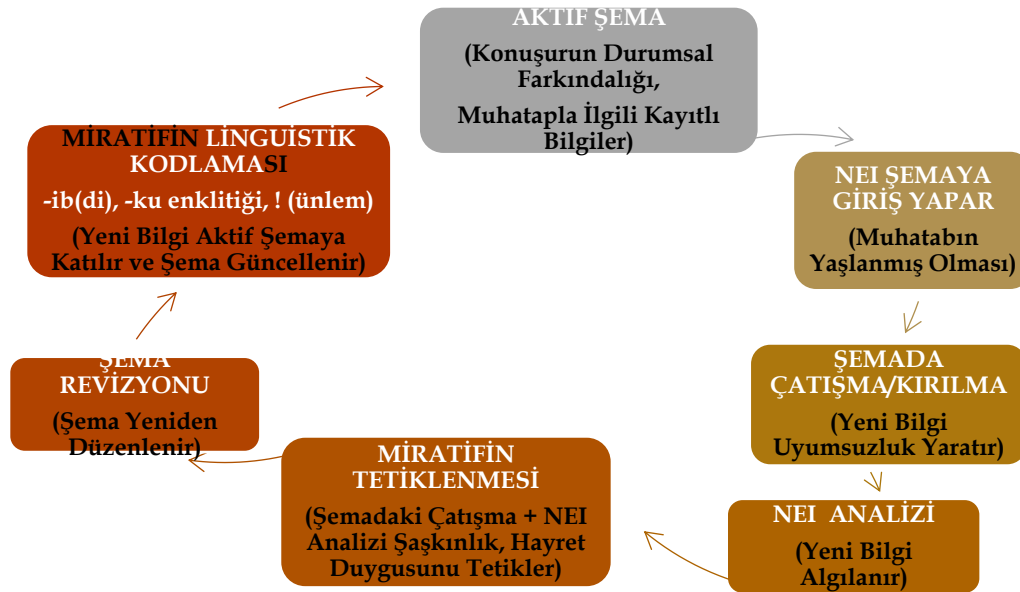 AKTİF ŞEMA
(Konuşurun Durumsal
Farkındalığı,
Muhatapla İlgili Kayıtlı
Bilgiler)
NEI ŞEMAYA
GİRİŞ YAPAR
(Muhatabın
Yaşlanmış Olması)
ŞEMADA
ÇATIŞMA/KIRILMA
(Yeni Bilgi
Uyumsuzluk Yaratır)
NEI ANALİZİ
(Yeni Bilgi
Algılanır)
MİRATİFİN
TETİKLENMESİ
(Şemadaki Çatışma + NEI
Analizi Şaşkınlık, Hayret
Duygusunu Tetikler)
ŞEMA
REVİZYONU
(Şema Yeniden
Düzenlenir)
MİRATİFİN LİNGUİSTİK
KODLAMASI
-ib(di), -ku enklitiği, ! (ünlem)
(Yeni Bilgi Aktif Şemaya
Katılır ve Şema Güncellenir)